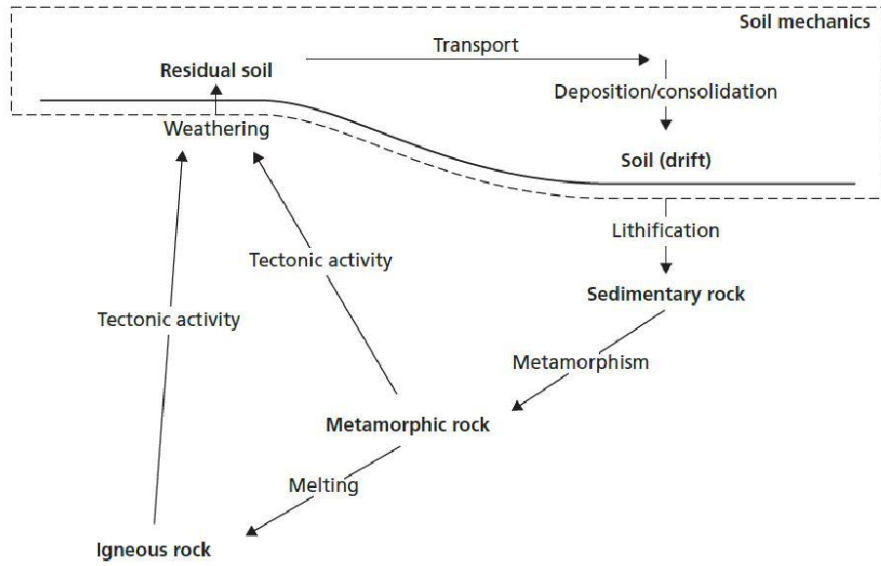 Soil mechanics
Transport
Residual soil
Deposition/consolidation
Weathering
Soil (drift)
Lithification
Tectonic activity
Sedimentary rock
Tectonic activity
Metamorphism
Metamorphic rock
Melting
Igneous rock